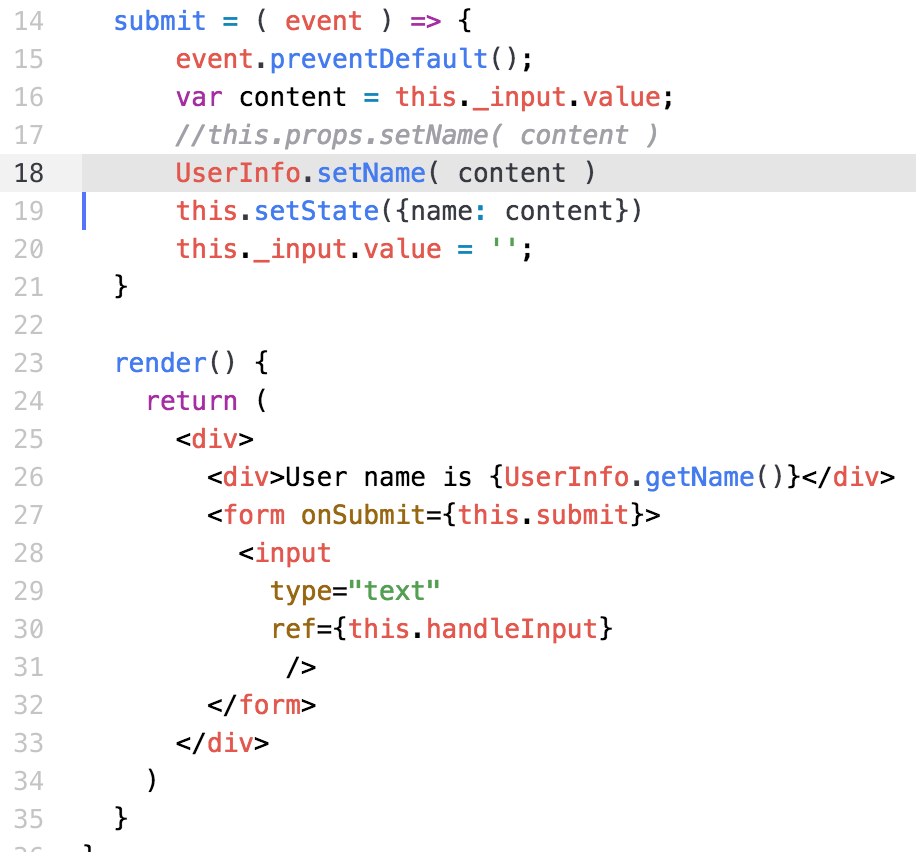 14 submit = ( event ) => {
15 event.preventDefault();
16 var content = this._input.value;
17 //this.props.setName( content )
18 UserInfo.setName( content )
19 this.setState({name: content})
20 this._input.value = '';
21 }
22
23 render() {
24 return (
25 <div>
26 <div>User name is {UserInfo.getName()}</div>
27 <form onSubmit={this.submit}>
28 <input
29 type="text"
30 ref={this.handleInput}
31 />
32 </form>
33 </div>
34 )
35 }